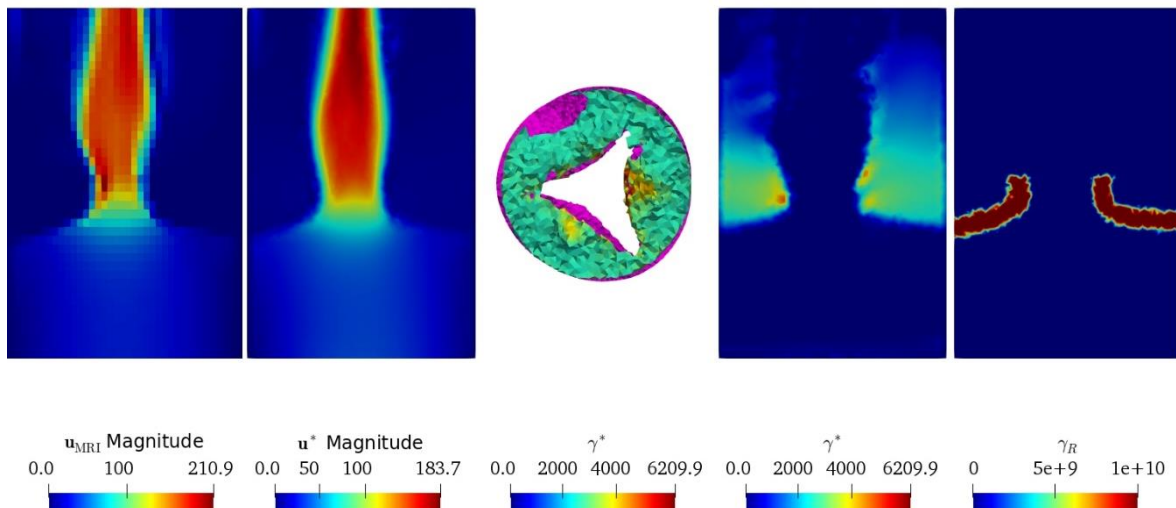 u_MRI Magnitude
0.0 100 210.9
u* Magnitude
0.0 50 100 183.7
γ*
0.0 2000 4000 6209.9
γ*
0.0 2000 4000 6209.9
γ_R
0 5e+9 1e+10